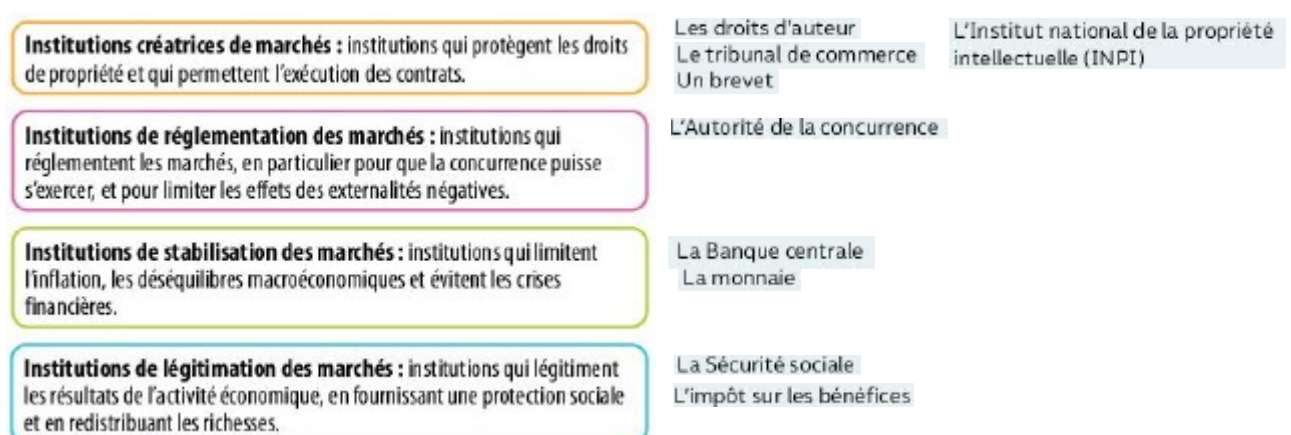 Institutions créatrices de marchés : institutions qui protègent les droits
de propriété et qui permettent l'exécution des contrats.
Les droits d'auteur
Le tribunal de commerce
Un brevet
L'Institut national de la propriété
intellectuelle (INPI)
Institutions de réglementation des marchés : institutions qui
réglementent les marchés, en particulier pour que la concurrence puisse
s'exercer, et pour limiter les effets des externalités négatives.
L'Autorité de la concurrence
Institutions de stabilisation des marchés : institutions qui limitent
l'inflation, les déséquilibres macroéconomiques et évitent les crises
financières.
La Banque centrale
La monnaie
Institutions de légitimation des marchés : institutions qui légitiment
les résultats de l'activité économique, en fournissant une protection sociale
et en redistribuant les richesses.
La Sécurité sociale
L'impôt sur les bénéfices